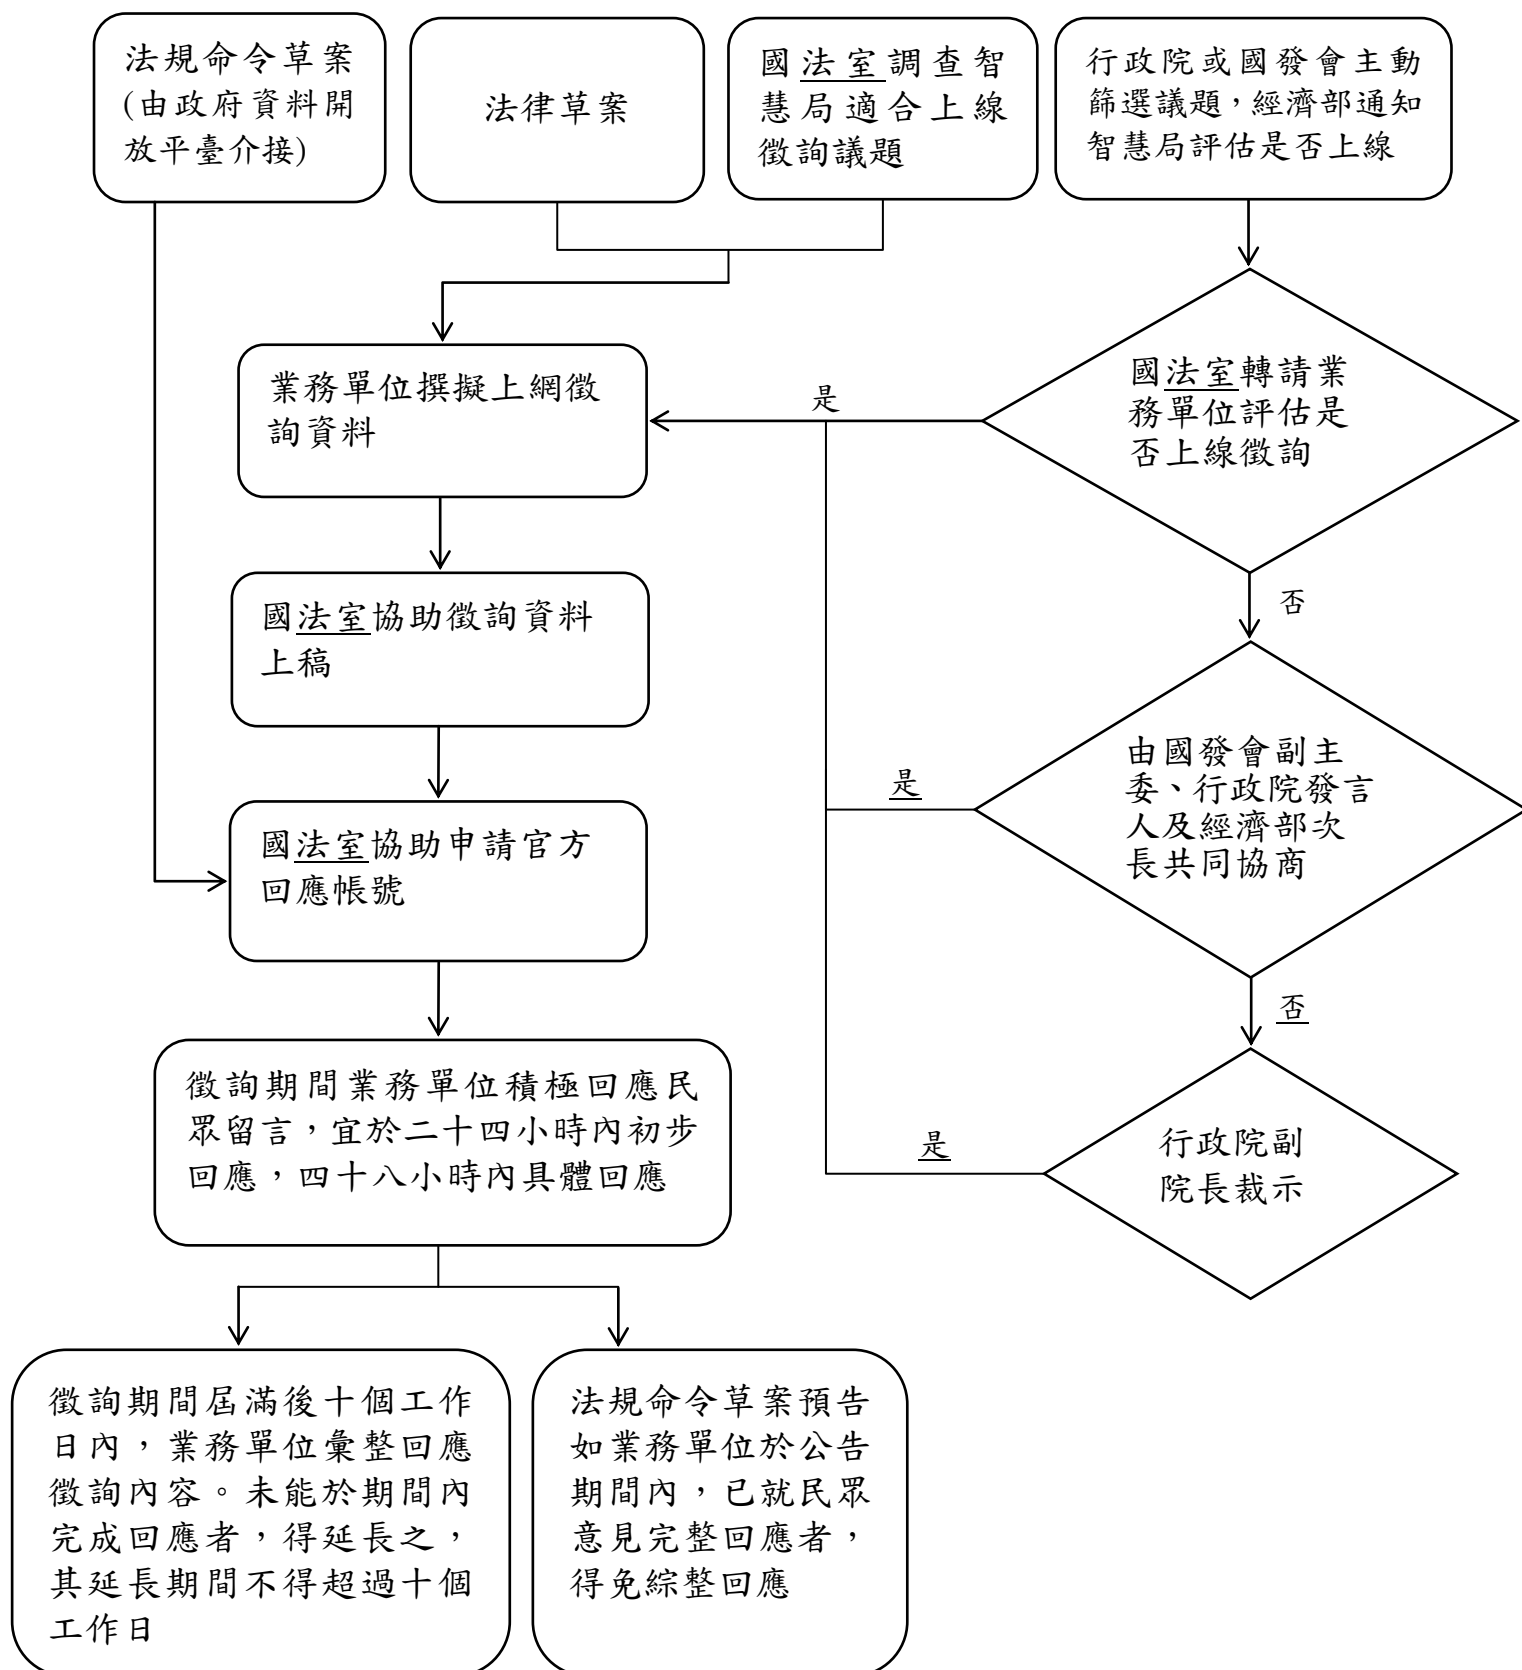 法規命令草案
(由政府資料開
放平臺介接)
法律草案
國法室調查智
慧局適合上線
徵詢議題
行政院或國發會主動
篩選議題,經濟部通知
智慧局評估是否上線
業務單位撰擬上網徵
詢資料
是
國法室轉請業
務單位評估是
否上線徵詢
國法室協助徵詢資料
上稿
否
由國發會副主
委、行政院發言
人及經濟部次
長共同協商
是
國法室協助申請官方
回應帳號
否
徵詢期間業務單位積極回應民
眾留言,宜於二十四小時內初步
回應,四十八小時內具體回應
是
行政院副
院長裁示
徵詢期間屆滿後十個工作
日內,業務單位彙整回應
徵詢內容。未能於期間內
完成回應者,得延長之,
其延長期間不得超過十個
工作日
法規命令草案預告
如業務單位於公告
期間內,已就民眾
意見完整回應者,
得免綜整回應